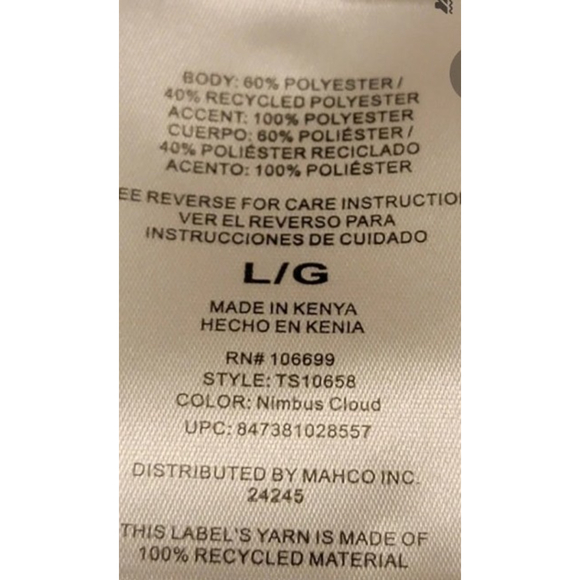 BODY: 60% POLYESTER /
40% RECYCLED POLYESTER
ACCENT: 100% POLYESTER
CUERPO: 60% POLIÉSTER /
40% POLIÉSTER RECICLADO
ACENTO: 100% POLIÉSTER
EE REVERSE FOR CARE INSTRUCTIO
VER EL REVERSO PARA
INSTRUCCIONES DE CUIDADO
L/G
MADE IN KENYA
HECHO EN KENIA
RN# 106699
STYLE: TS10658
COLOR: Nimbus Cloud
UPC: 847381028557
DISTRIBUTED BY MAHCO INC.
24245
THIS LABEL'S YARN IS MADE OF
100% RECYCLED MATERIAL